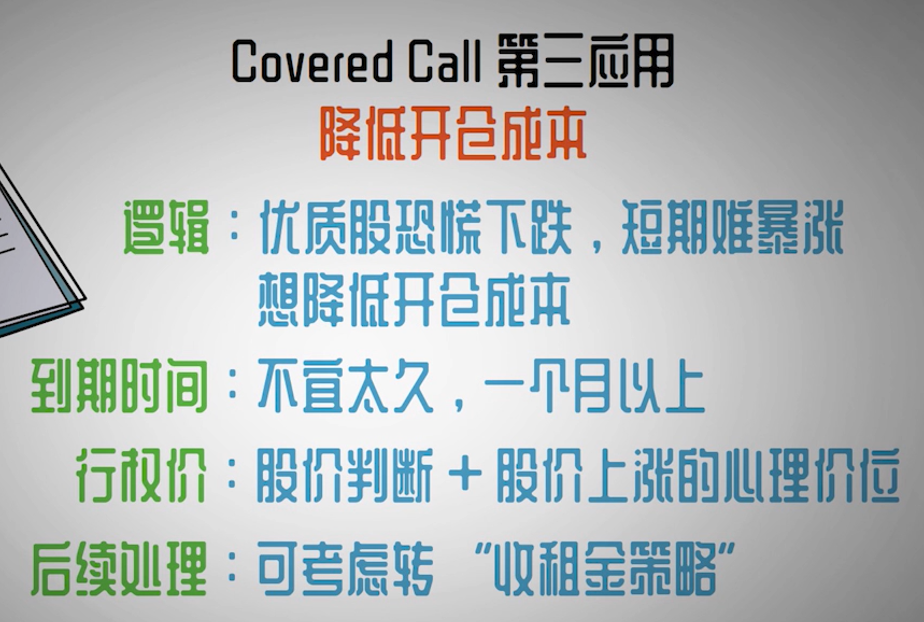 Covered Call 第三应用
降低开仓成本
逻辑：优质股恐慌下跌，短期难暴涨
想降低开仓成本
到期时间：不宜太久，一个月以上
行权价：股价判断 + 股价上涨的心理价位
后续处理：可考虑转 “收租金策略”